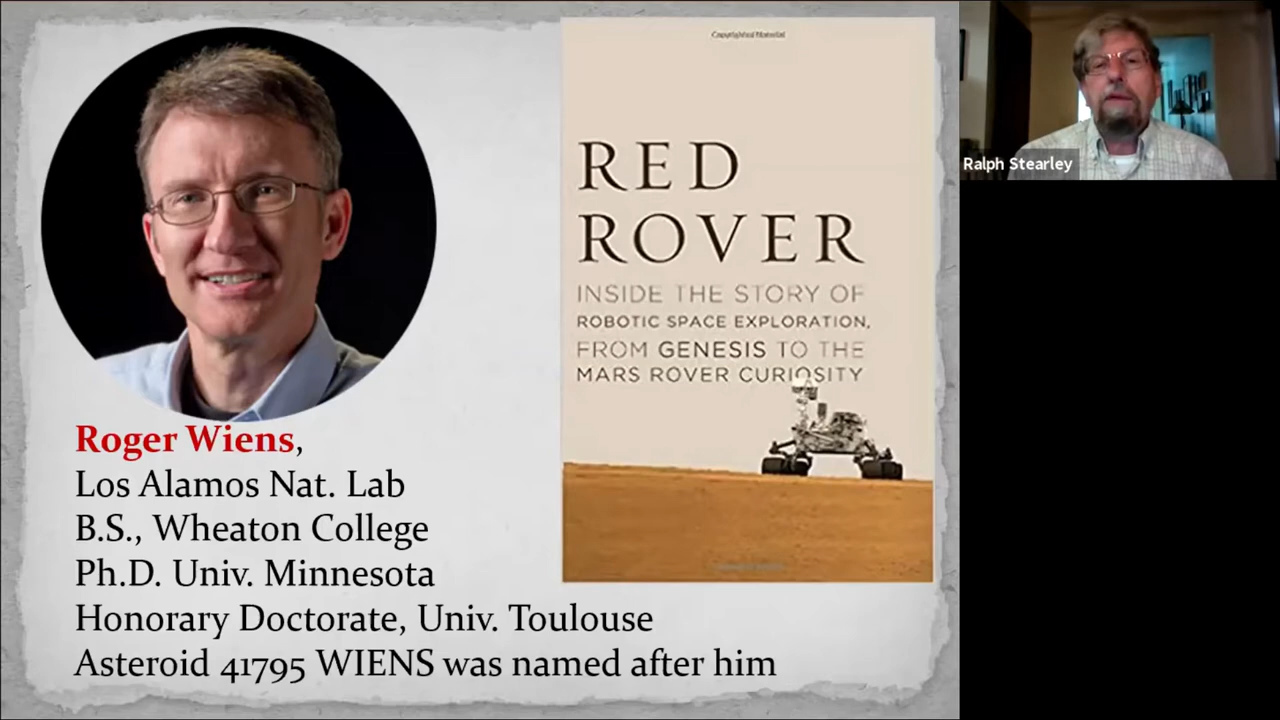 Copyrighted Material
RED
ROVER
INSIDE THE STORY OF
ROBOTIC SPACE EXPLORATION,
FROM GENESIS TO THE
MARS ROVER CURIOSITY
Roger Wiens,
Los Alamos Nat. Lab
B.S., Wheaton College
Ph.D. Univ. Minnesota
Honorary Doctorate, Univ. Toulouse
Asteroid 41795 WIENS was named after him
Ralph Stearley